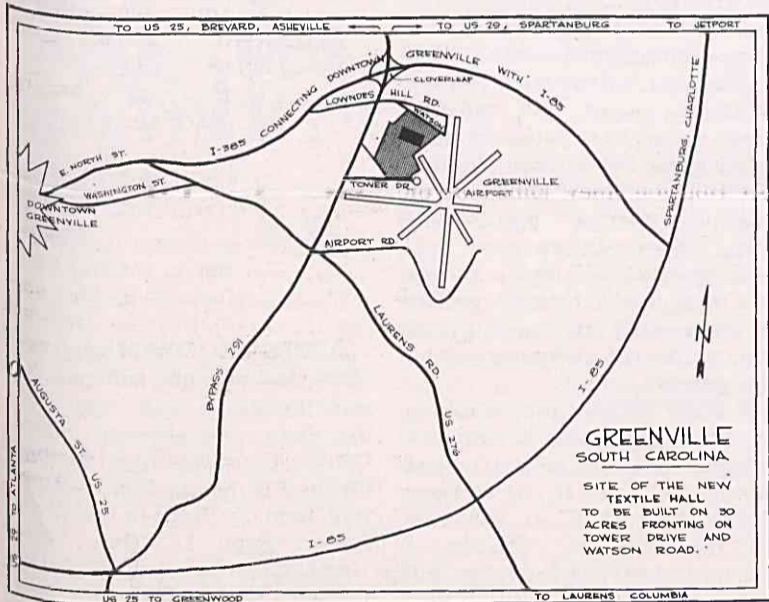 TO US 25, BREVARD, ASHEVILLE
TO US 29, SPARTANBURG
TO JETPORT
I-385 CONNECTING DOWNTOWN GREENVILLE WITH I-85
CLOVERLEAF
LOWNDES HILL RD.
WATSON
E. NORTH ST.
WASHINGTON ST.
DOWNTOWN
GREENVILLE
TOWER DR.
GREENVILLE
AIRPORT
SPARTANBURG, CHARLOTTE
AIRPORT RD
LAURENS RD.
US 276
BYPASS 291
AUGUSTA ST. US 25
I-85
I-85
N
US 29 TO ATLANTA
GREENVILLE
SOUTH CAROLINA
SITE OF THE NEW
TEXTILE HALL
TO BE BUILT ON 30
ACRES FRONTING ON
TOWER DRIVE AND
WATSON ROAD.
US 25 TO GREENWOOD
TO LAURENS COLUMBIA